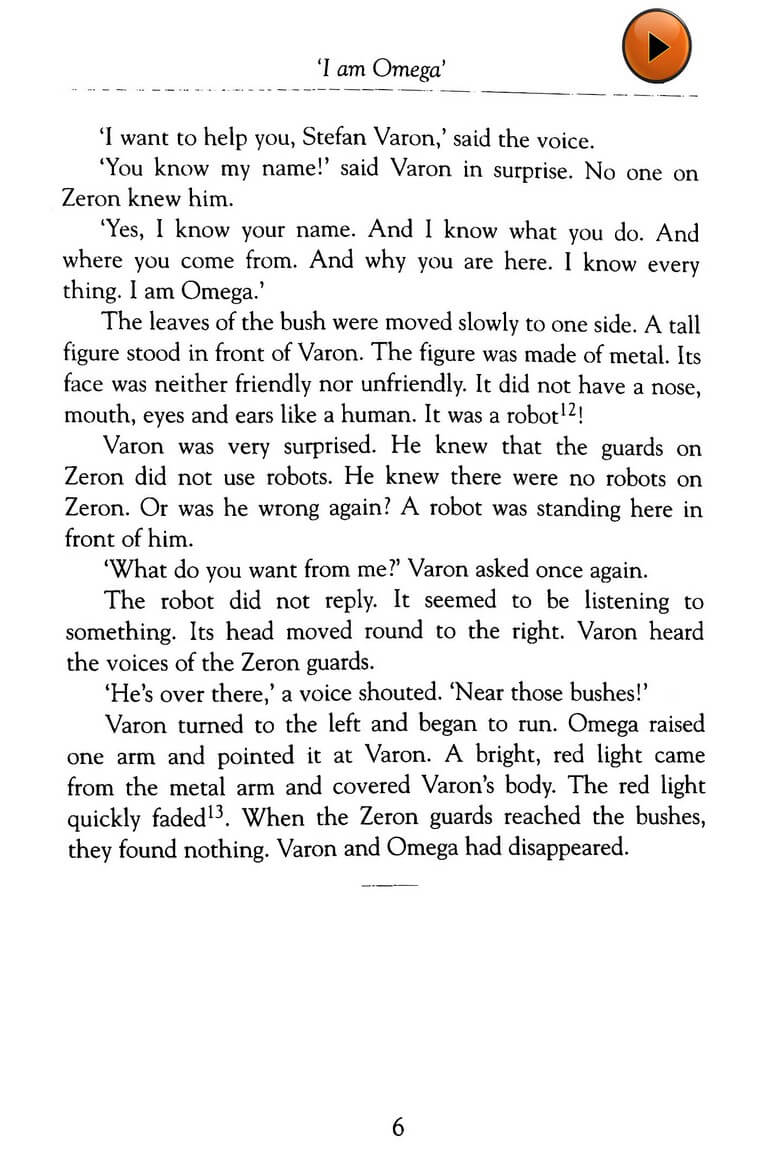 ‘I am Omega’
‘I want to help you, Stefan Varon,’ said the voice.
‘You know my name!’ said Varon in surprise. No one on
Zeron knew him.
‘Yes, I know your name. And I know what you do. And
where you come from. And why you are here. I know every
thing. I am Omega.’
The leaves of the bush were moved slowly to one side. A tall
figure stood in front of Varon. The figure was made of metal. Its
face was neither friendly nor unfriendly. It did not have a nose,
mouth, eyes and ears like a human. It was a robot¹²!
Varon was very surprised. He knew that the guards on
Zeron did not use robots. He knew there were no robots on
Zeron. Or was he wrong again? A robot was standing here in
front of him.
‘What do you want from me?’ Varon asked once again.
The robot did not reply. It seemed to be listening to
something. Its head moved round to the right. Varon heard
the voices of the Zeron guards.
‘He’s over there,’ a voice shouted. ‘Near those bushes!’
Varon turned to the left and began to run. Omega raised
one arm and pointed it at Varon. A bright, red light came
from the metal arm and covered Varon’s body. The red light
quickly faded¹³. When the Zeron guards reached the bushes,
they found nothing. Varon and Omega had disappeared.
6